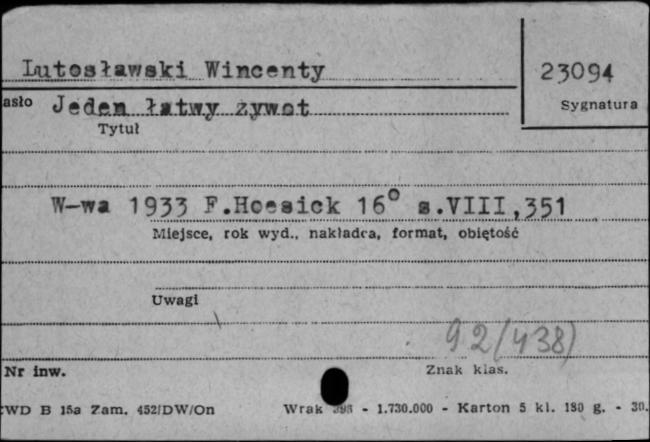 Lutosławski Wincenty
23094
asło Jeden łatwy żywot
Sygnatura
Tytuł
W-wa 1933 F.Hoesick 16° s.VIII,351
Miejsce, rok wyd., nakładca, format, obiętość
Uwagi
92/438)
Nr inw.
Znak klas.
WD B 15a Zam. 452/DW/On Wrak - 1.730.000 - Karton 5 kl. 180 g. - 30.